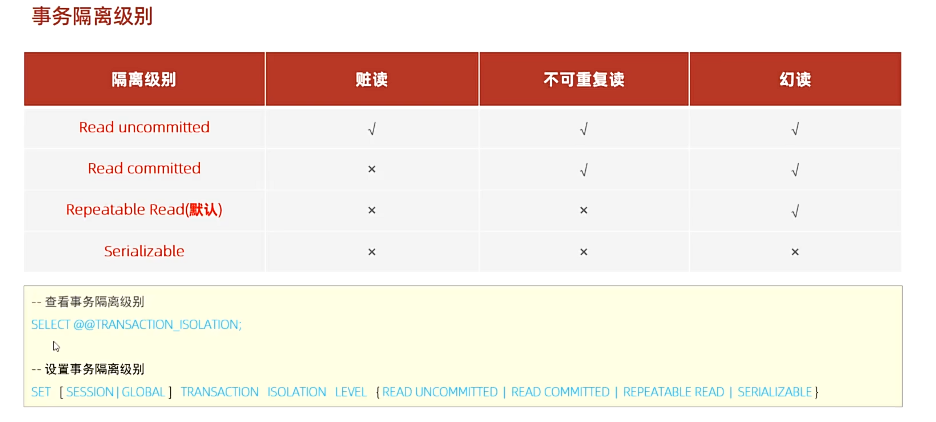 事务隔离级别
隔离级别 赃读 不可重复读 幻读
Read uncommitted √ √ √
Read committed × √ √
Repeatable Read(默认) × × √
Serializable × × ×
-- 查看事务隔离级别
SELECT @@TRANSACTION_ISOLATION;
-- 设置事务隔离级别
SET [ SESSION | GLOBAL ] TRANSACTION ISOLATION LEVEL { READ UNCOMMITTED | READ COMMITTED | REPEATABLE READ | SERIALIZABLE }